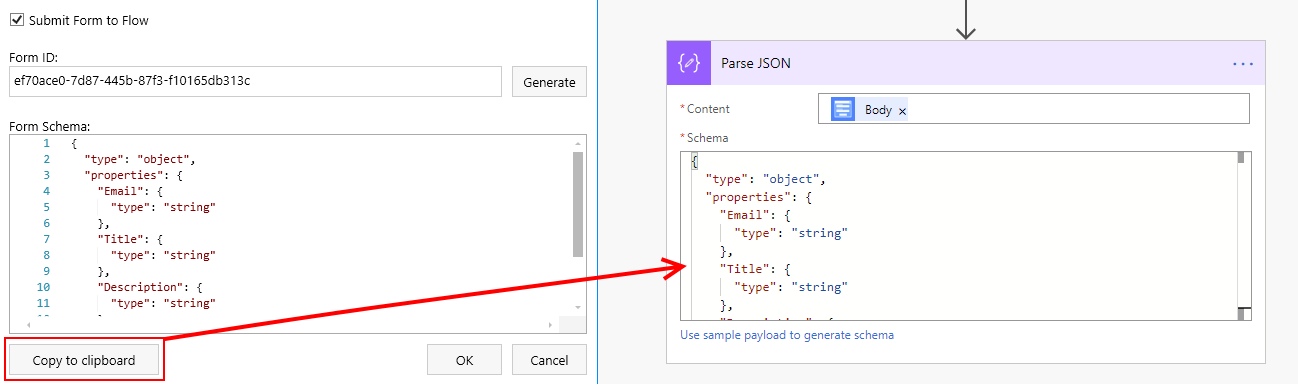 Submit Form to Flow
Form ID:
ef70ace0-7d87-445b-87f3-f10165db313c
Generate
Form Schema:
1 {
2 "type": "object",
3 "properties": {
4 "Email": {
5 "type": "string"
6 },
7 "Title": {
8 "type": "string"
9 },
10 "Description": {
11 "type": "string"
Copy to clipboard
OK
Cancel
Parse JSON
...
*Content
Body x
*Schema
{
"type": "object",
"properties": {
"Email": {
"type": "string"
},
"Title": {
"type": "string"
},
Use sample payload to generate schema